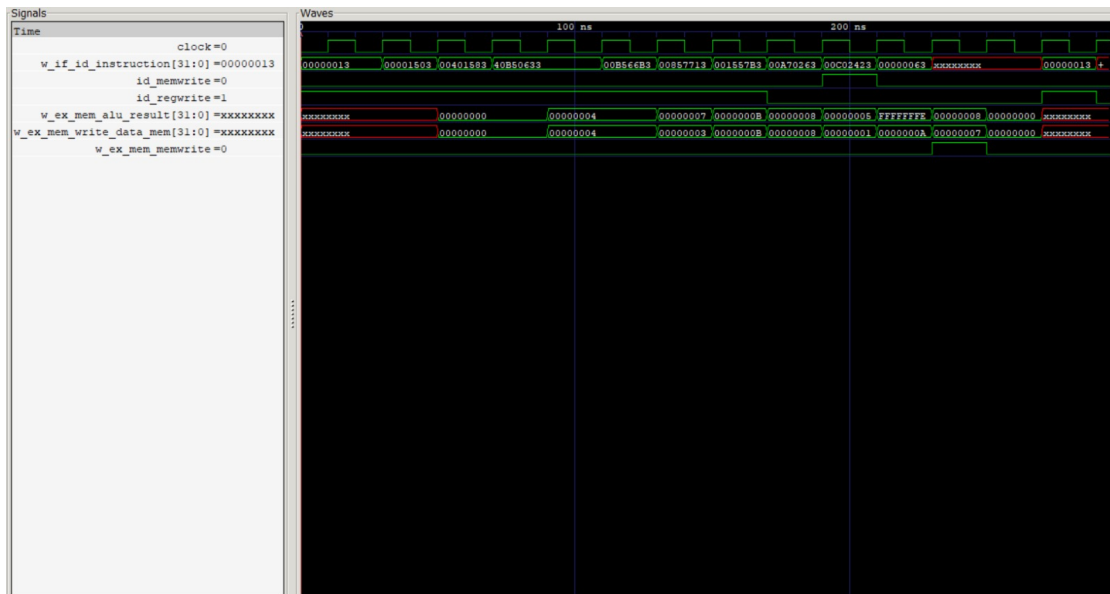 Signals
Time
clock=0
w_if_id_instruction[31:0]=00000013
id_memwrite=0
id_regwrite=1
w_ex_mem_alu_result[31:0]=xxxxxxxx
w_ex_mem_write_data_mem[31:0]=xxxxxxxx
w_ex_mem_memwrite=0
Waves
100 ns 200 ns
00000013 00001503 00401583 40B50633 00B566B3 00857713 001557B3 00A70263 00C02423 00000063 xxxxxxxx 00000013 +
xxxxxxxx 00000000 00000004 00000007 0000000B 00000008 00000005 FFFFFFFE 00000008 00000000 xxxxxxxx
xxxxxxxx 00000000 00000004 00000003 0000000B 00000008 00000001 0000000A 00000007 00000000 xxxxxxxx